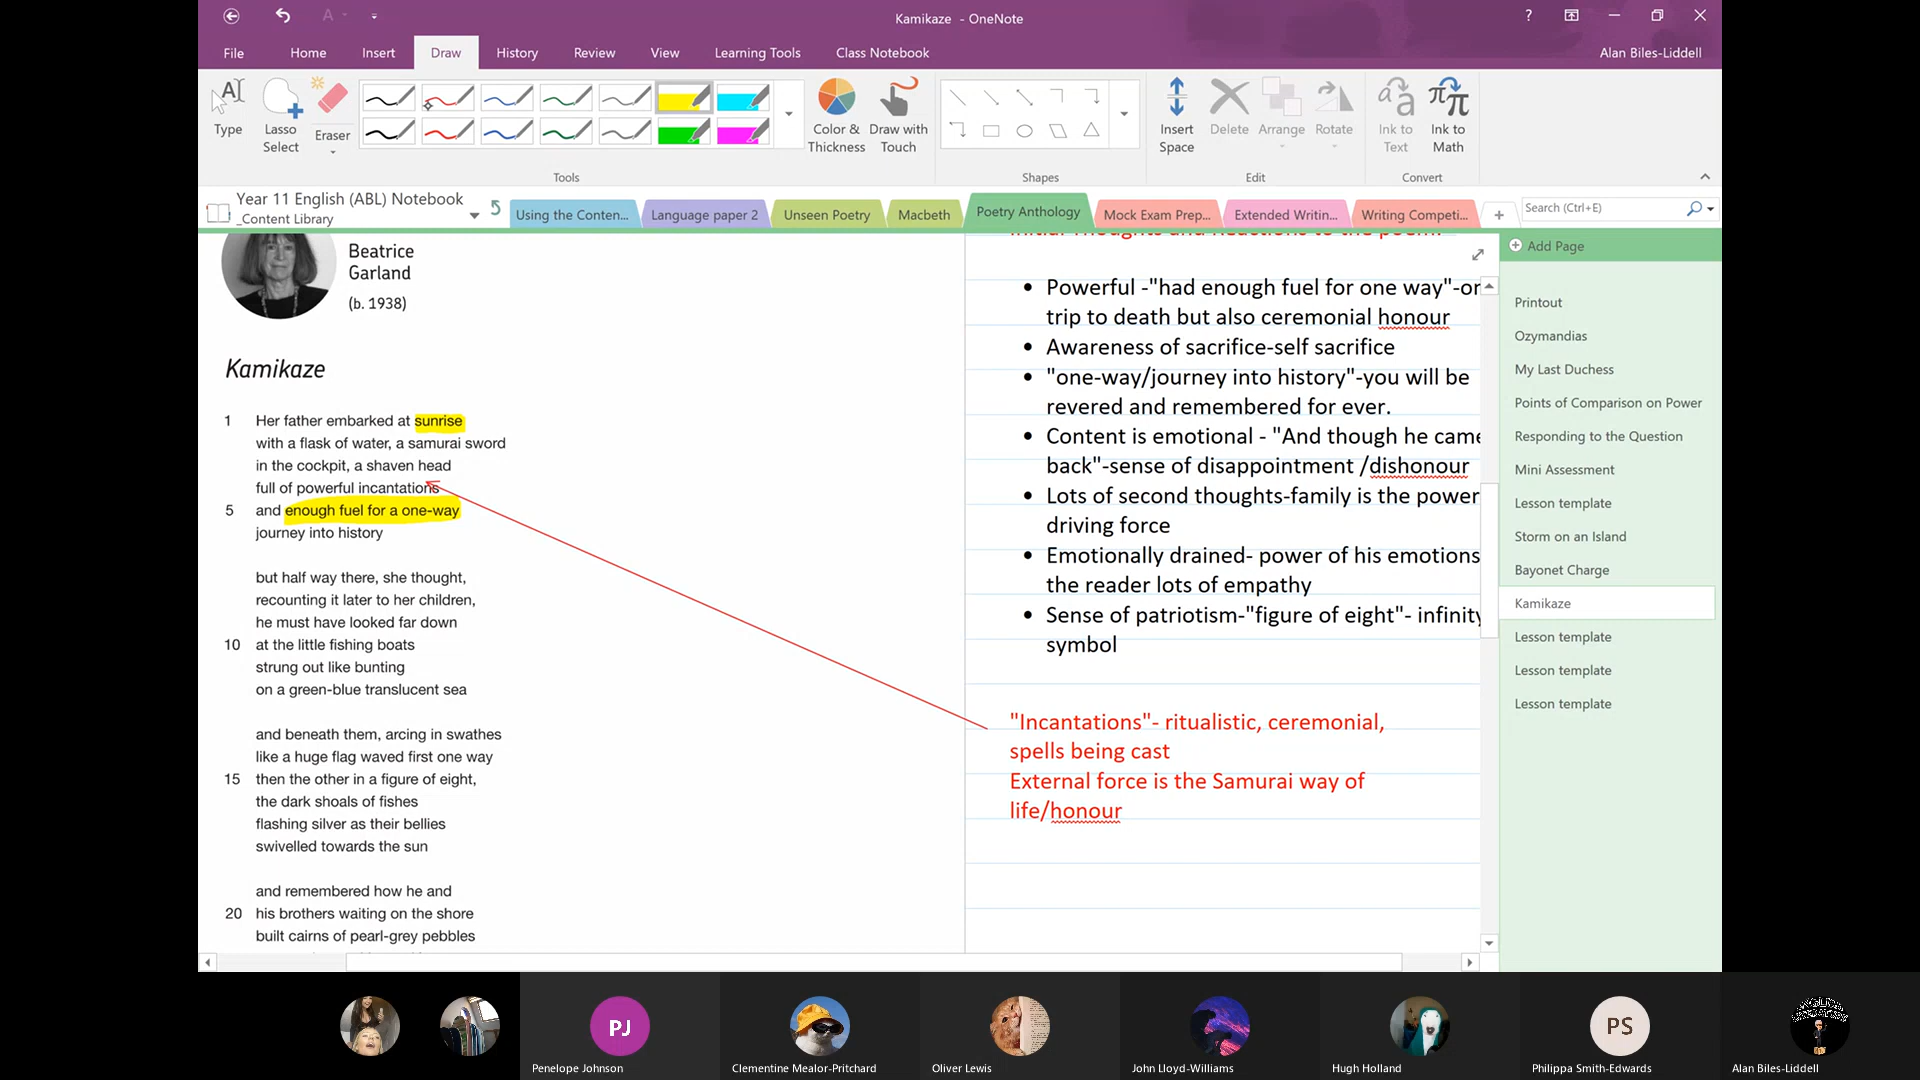 Kamikaze - OneNote
?
File
Home
Insert
Draw
History
Review
View
Learning Tools
Class Notebook
Alan Biles-Liddell
Type
Lasso Select
Eraser
Color & Thickness
Draw with Touch
Insert Space
Delete
Arrange
Rotate
Ink to Text
Ink to Math
Tools
Shapes
Edit
Convert
Year 11 English (ABL) Notebook
_Content Library
Using the Conten...
Language paper 2
Unseen Poetry
Macbeth
Poetry Anthology
Mock Exam Prep...
Extended Writin...
Writing Competi...
Search (Ctrl+E)
Beatrice
Garland
(b. 1938)
Kamikaze
1 Her father embarked at sunrise
with a flask of water, a samurai sword
in the cockpit, a shaven head
full of powerful incantations
5 and enough fuel for a one-way
journey into history
but half way there, she thought,
recounting it later to her children,
he must have looked far down
10 at the little fishing boats
strung out like bunting
on a green-blue translucent sea
and beneath them, arcing in swathes
like a huge flag waved first one way
15 then the other in a figure of eight,
the dark shoals of fishes
flashing silver as their bellies
swivelled towards the sun
and remembered how he and
20 his brothers waiting on the shore
built cairns of pearl-grey pebbles
Initial Thoughts and Reactions to the poem:
• Powerful -"had enough fuel for one way"-or
trip to death but also ceremonial honour
• Awareness of sacrifice-self sacrifice
• "one-way/journey into history"-you will be
revered and remembered for ever.
• Content is emotional - "And though he came
back"-sense of disappointment /dishonour
• Lots of second thoughts-family is the power
driving force
• Emotionally drained- power of his emotions
the reader lots of empathy
• Sense of patriotism-"figure of eight"- infinity
symbol
"Incantations"- ritualistic, ceremonial,
spells being cast
External force is the Samurai way of
life/honour
Add Page
Printout
Ozymandias
My Last Duchess
Points of Comparison on Power
Responding to the Question
Mini Assessment
Lesson template
Storm on an Island
Bayonet Charge
Kamikaze
Lesson template
Lesson template
Lesson template
PJ
PS
Penelope Johnson
Clementine Mealor-Pritchard
Oliver Lewis
John Lloyd-Williams
Hugh Holland
Philippa Smith-Edwards
Alan Biles-Liddell